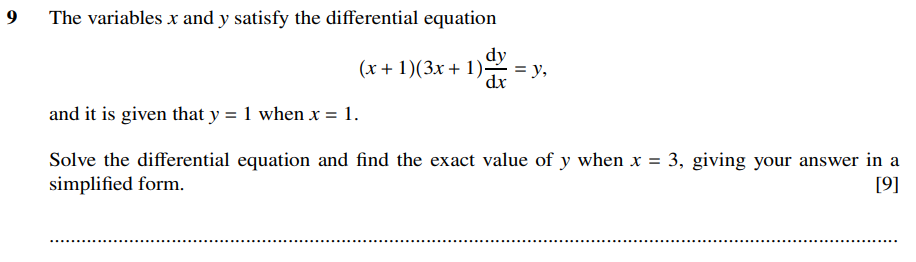 9 The variables x and y satisfy the differential equation
(x + 1)(3x + 1) dy/dx = y,
and it is given that y = 1 when x = 1.
Solve the differential equation and find the exact value of y when x = 3, giving your answer in a
simplified form. [9]